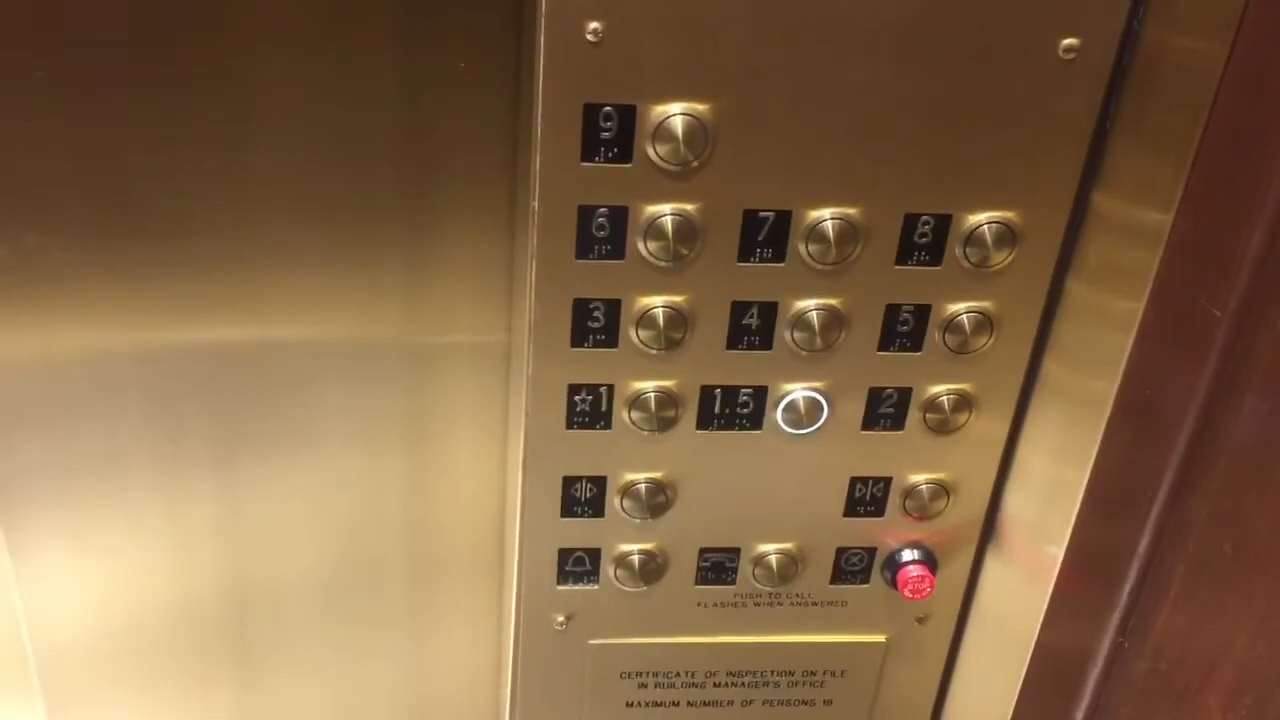 9
6 7 8
3 4 5
☆1 1.5 2
PUSH TO CALL
FLASHES WHEN ANSWERED
STOP
CERTIFICATE OF INSPECTION ON FILE
IN BUILDING MANAGER'S OFFICE
MAXIMUM NUMBER OF PERSONS 18